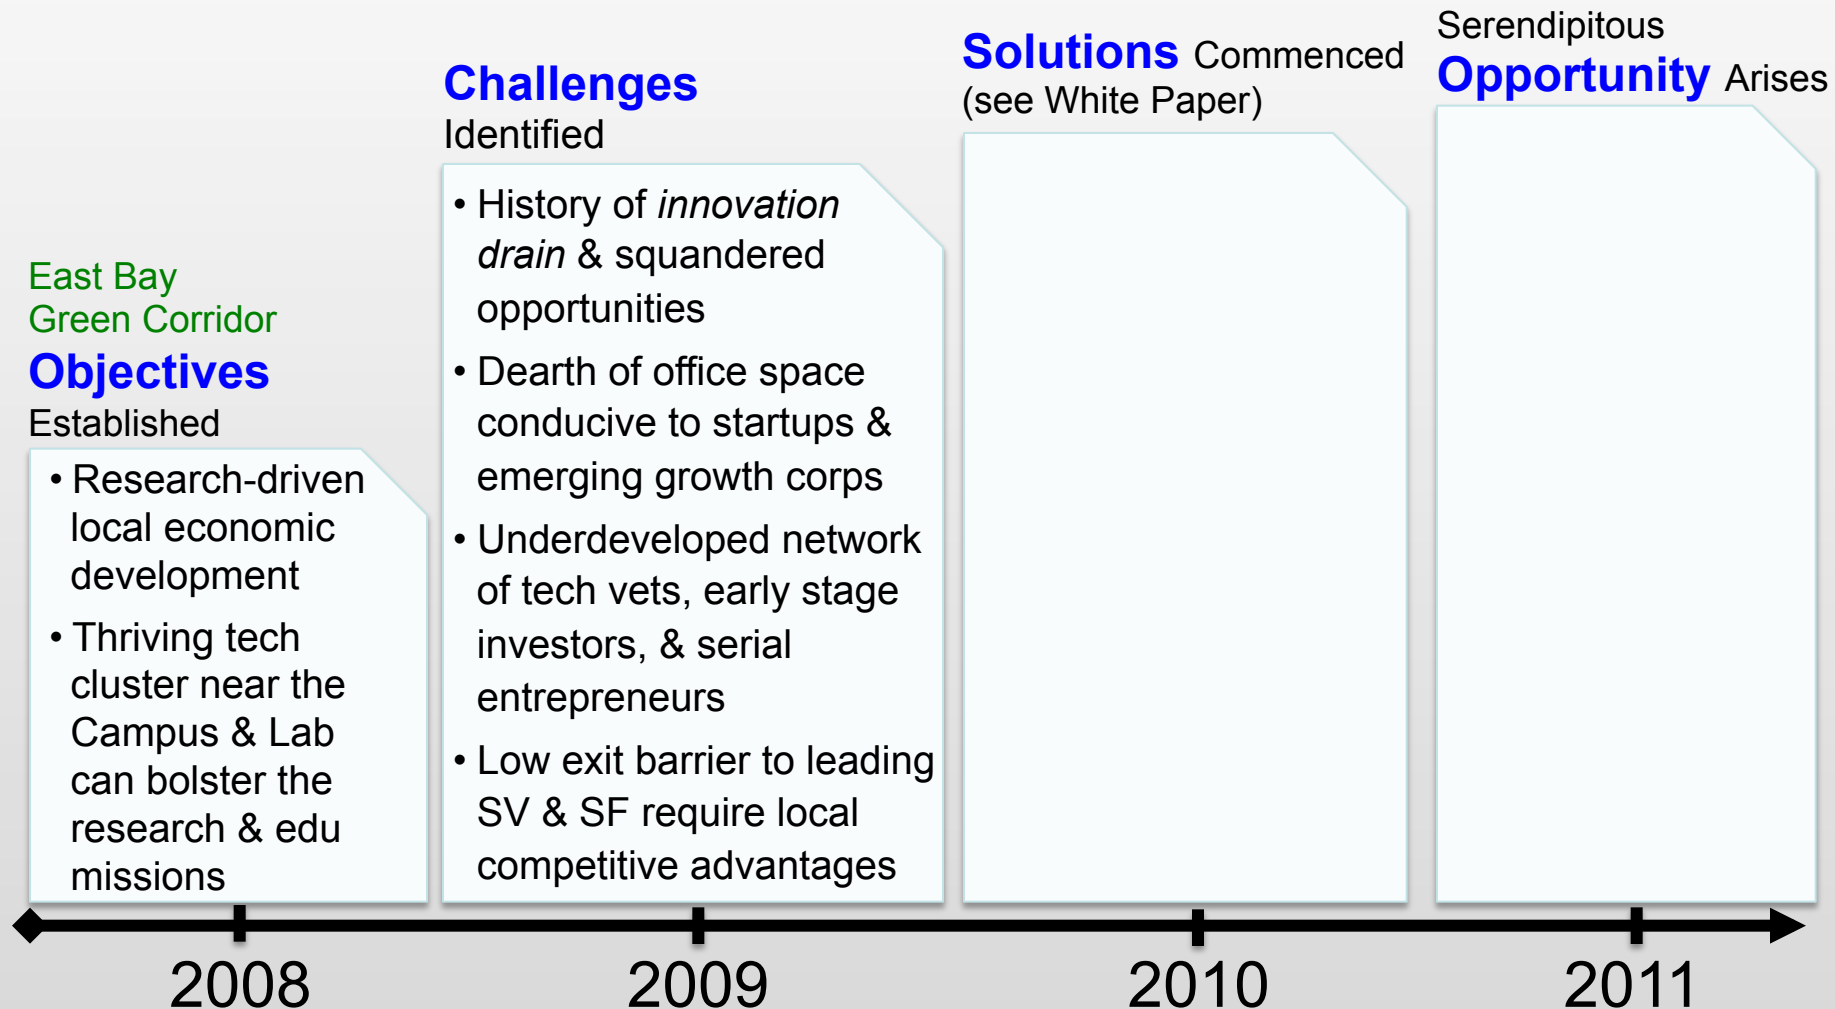 East Bay
Green Corridor
Objectives
Established
• Research-driven
local economic
development
• Thriving tech
cluster near the
Campus & Lab
can bolster the
research & edu
missions
Challenges
Identified
• History of innovation
drain & squandered
opportunities
• Dearth of office space
conducive to startups &
emerging growth corps
• Underdeveloped network
of tech vets, early stage
investors, & serial
entrepreneurs
• Low exit barrier to leading
SV & SF require local
competitive advantages
Solutions Commenced
(see White Paper)
Serendipitous
Opportunity Arises
2008
2009
2010
2011